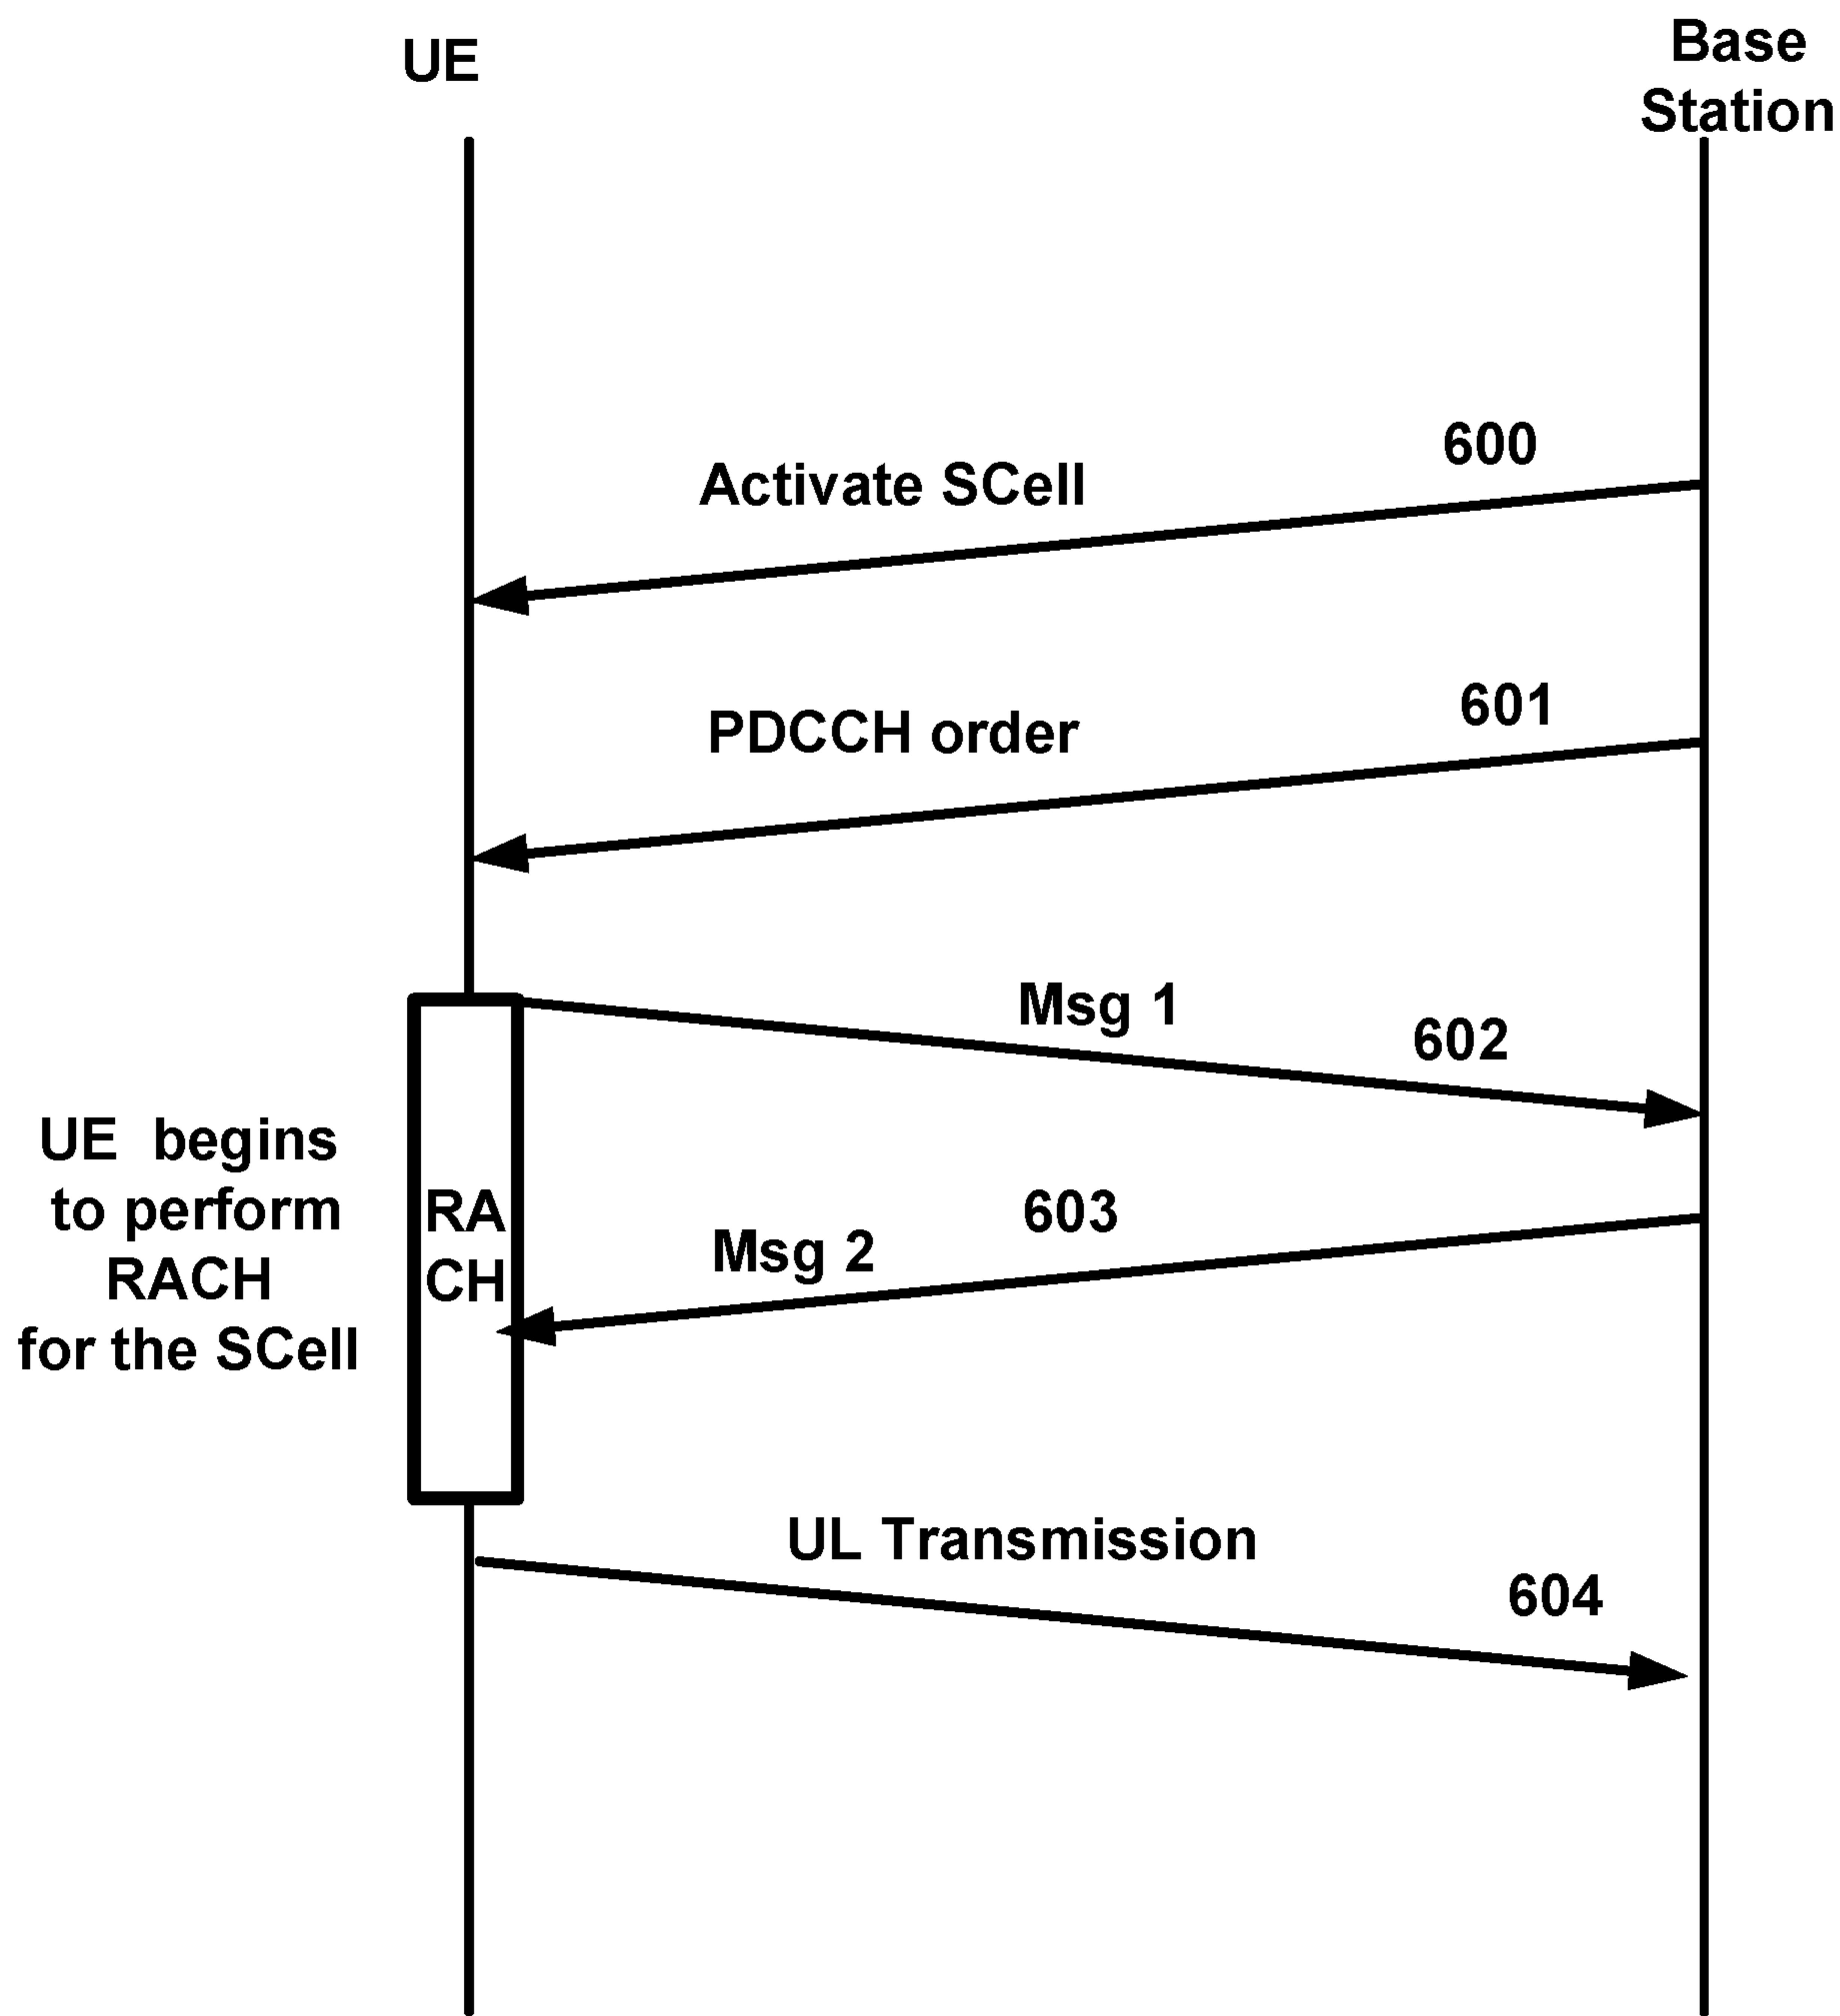 UE
Base
Station
600
Activate SCell
601
PDCCH order
Msg 1
602
UE begins
to perform
RACH
for the SCell
RA
CH
603
Msg 2
UL Transmission
604